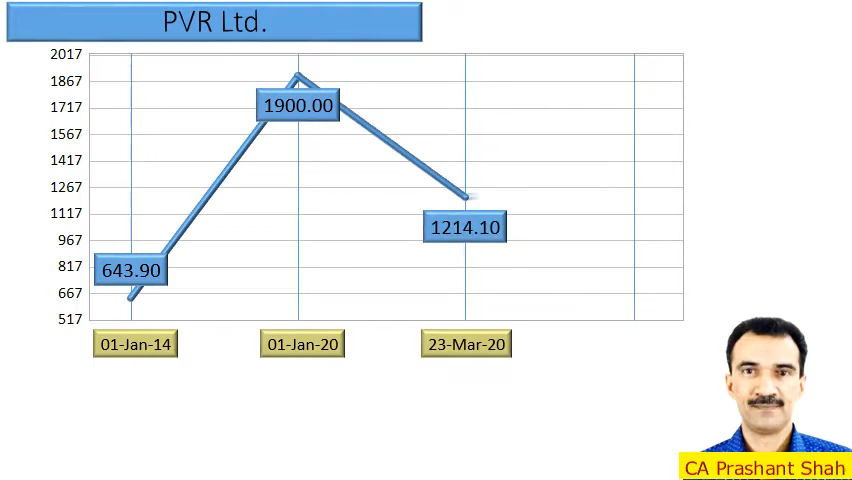 PVR Ltd.
2017
1867
1717
1567
1417
1267
1117
967
817
667
517
1900.00
1214.10
643.90
01-Jan-14
01-Jan-20
23-Mar-20
CA Prashant Shah